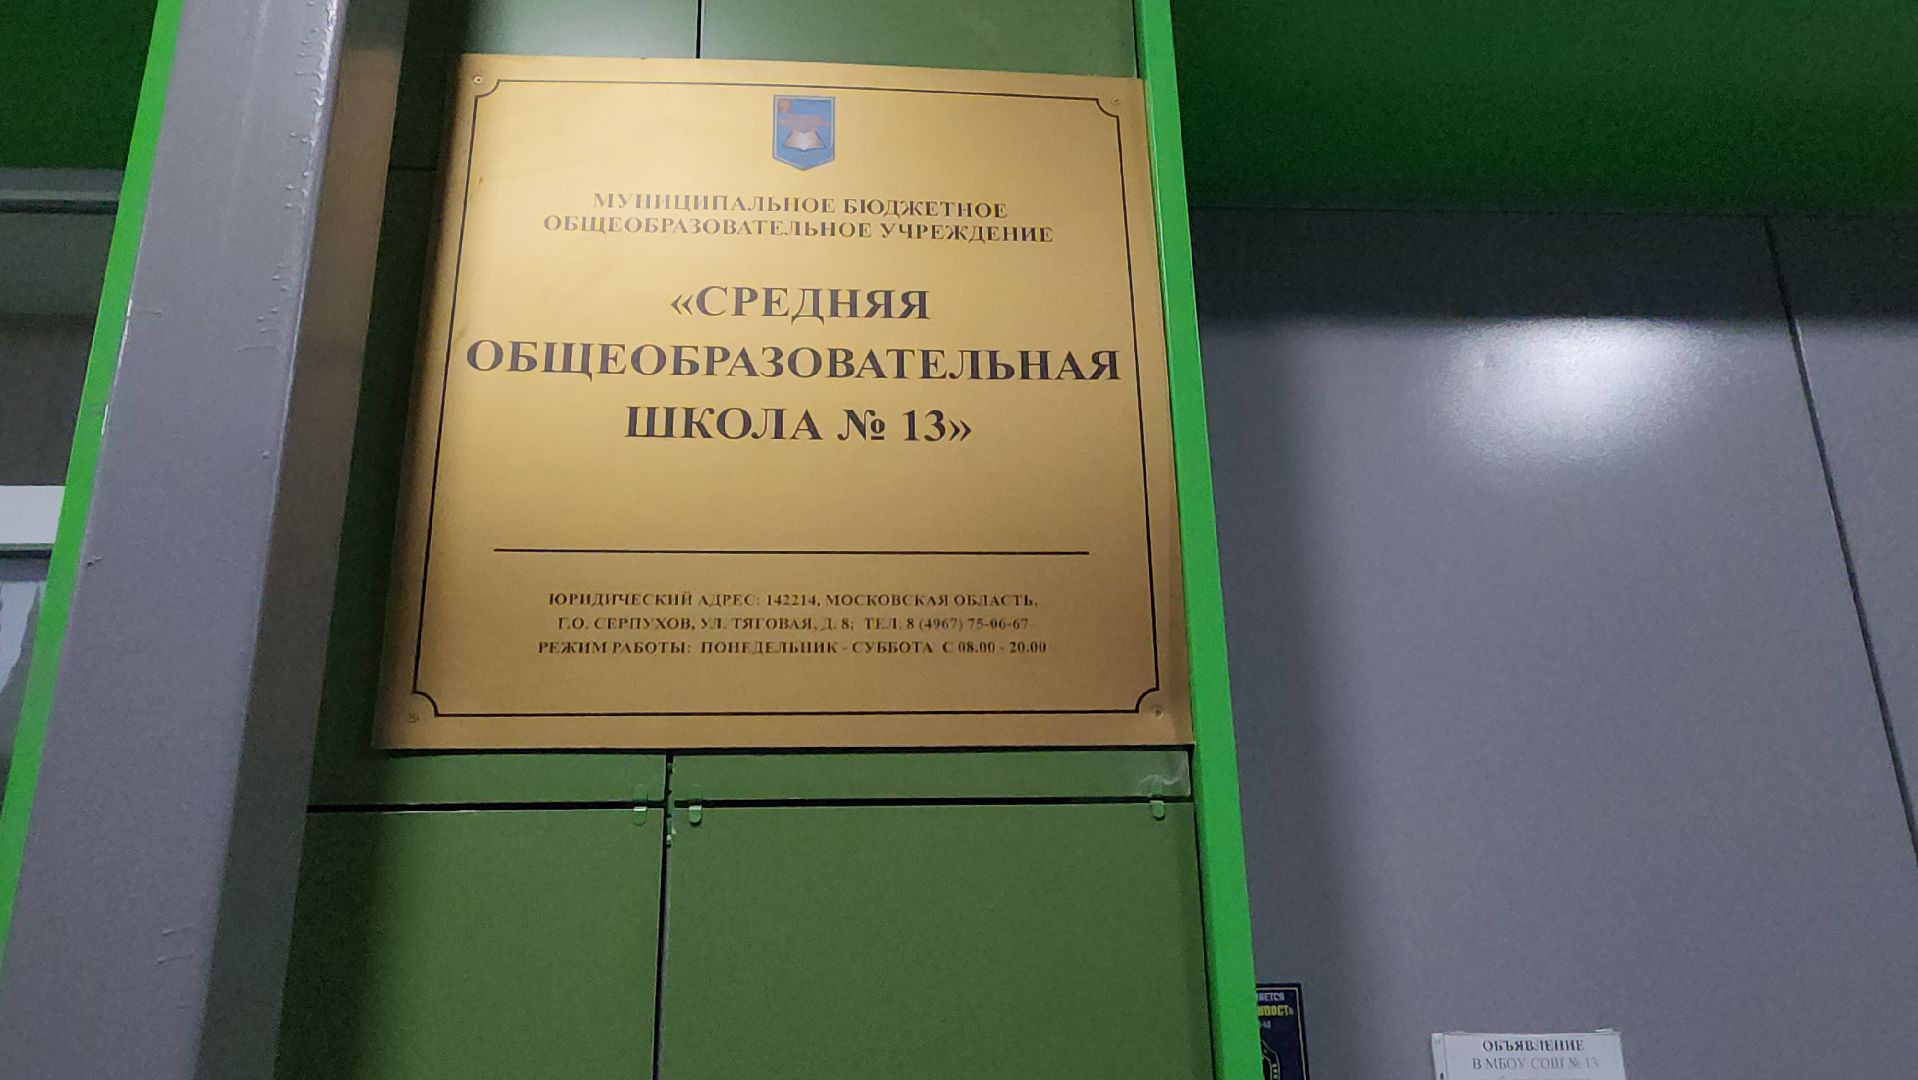 МУНИЦИПАЛЬНОЕ БЮДЖЕТНОЕ
ОБЩЕОБРАЗОВАТЕЛЬНОЕ УЧРЕЖДЕНИЕ
«СРЕДНЯЯ
ОБЩЕОБРАЗОВАТЕЛЬНАЯ
ШКОЛА № 13»
ЮРИДИЧЕСКИЙ АДРЕС: 142214, МОСКОВСКАЯ ОБЛАСТЬ,
Г.О. СЕРПУХОВ, УЛ. ТЯГОВАЯ, Д. 8; ТЕЛ. 8 (4967) 75-06-67
РЕЖИМ РАБОТЫ: ПОНЕДЕЛЬНИК - СУББОТА С 08.00 - 20.00
ОБЪЯВЛЕНИЕ
В МБОУ СОШ № 13